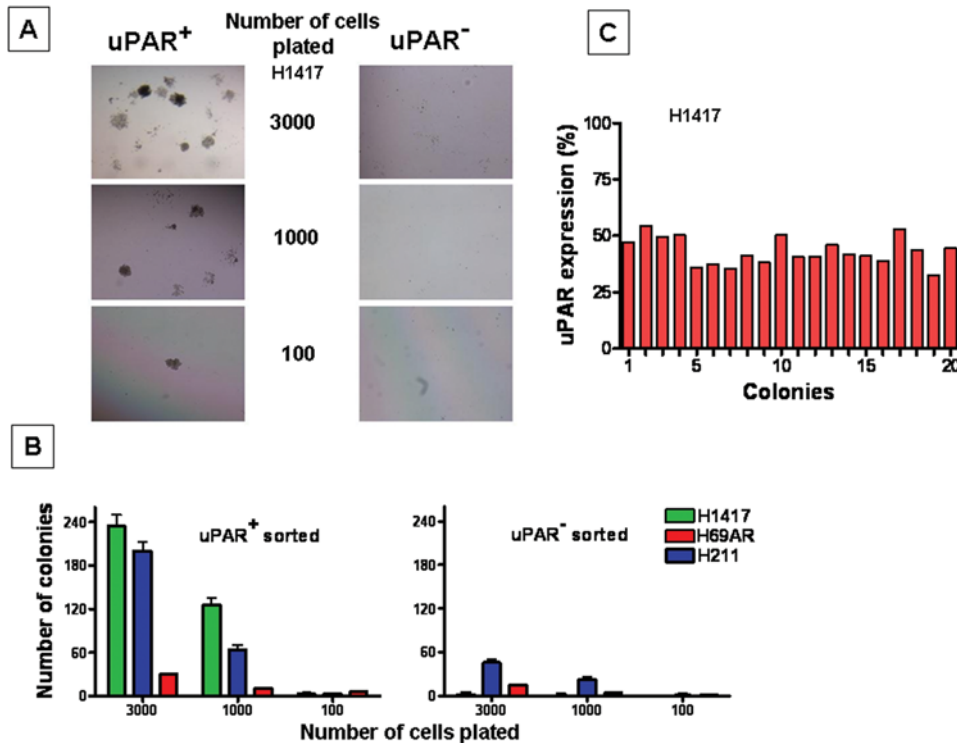 A
uPAR+
Number of cells
plated
uPAR-
H1417
3000
1000
100
C
H1417
uPAR expression (%)
100
75
50
25
0
1
5
10
15
20
Colonies
B
Number of colonies
240
180
120
60
0
uPAR+ sorted
3000
1000
100
240
180
120
60
0
uPAR- sorted
3000
1000
100
H1417
H69AR
H211
Number of cells plated